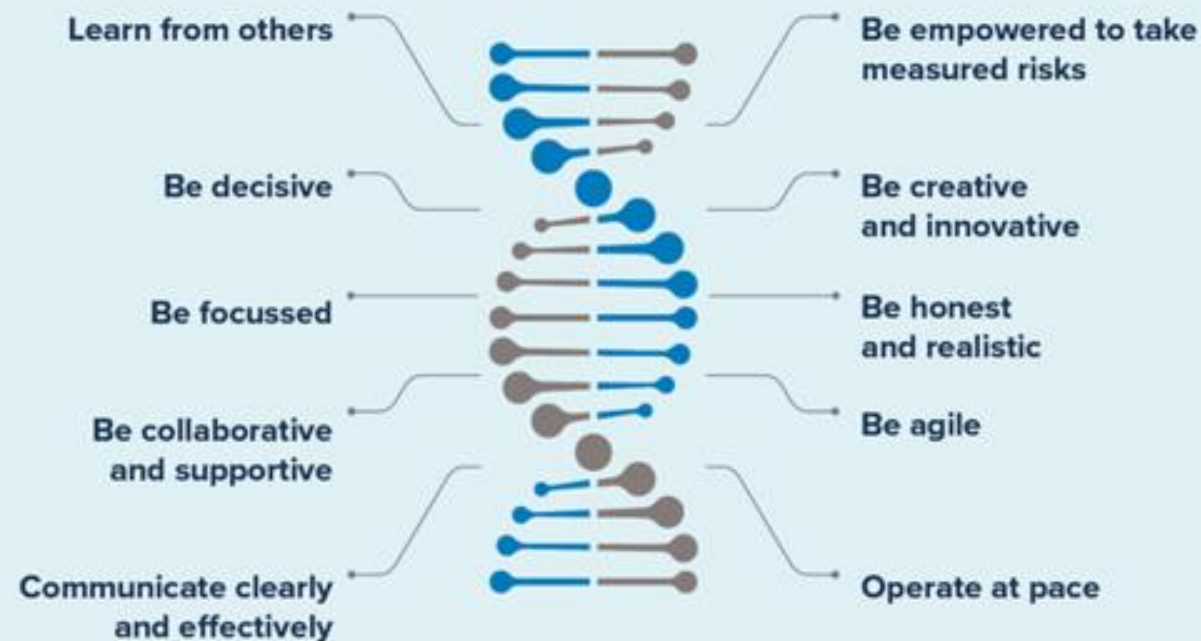 Learn from others
Be decisive
Be focussed
Be collaborative
and supportive
Communicate clearly
and effectively
Be empowered to take
measured risks
Be creative
and innovative
Be honest
and realistic
Be agile
Operate at pace